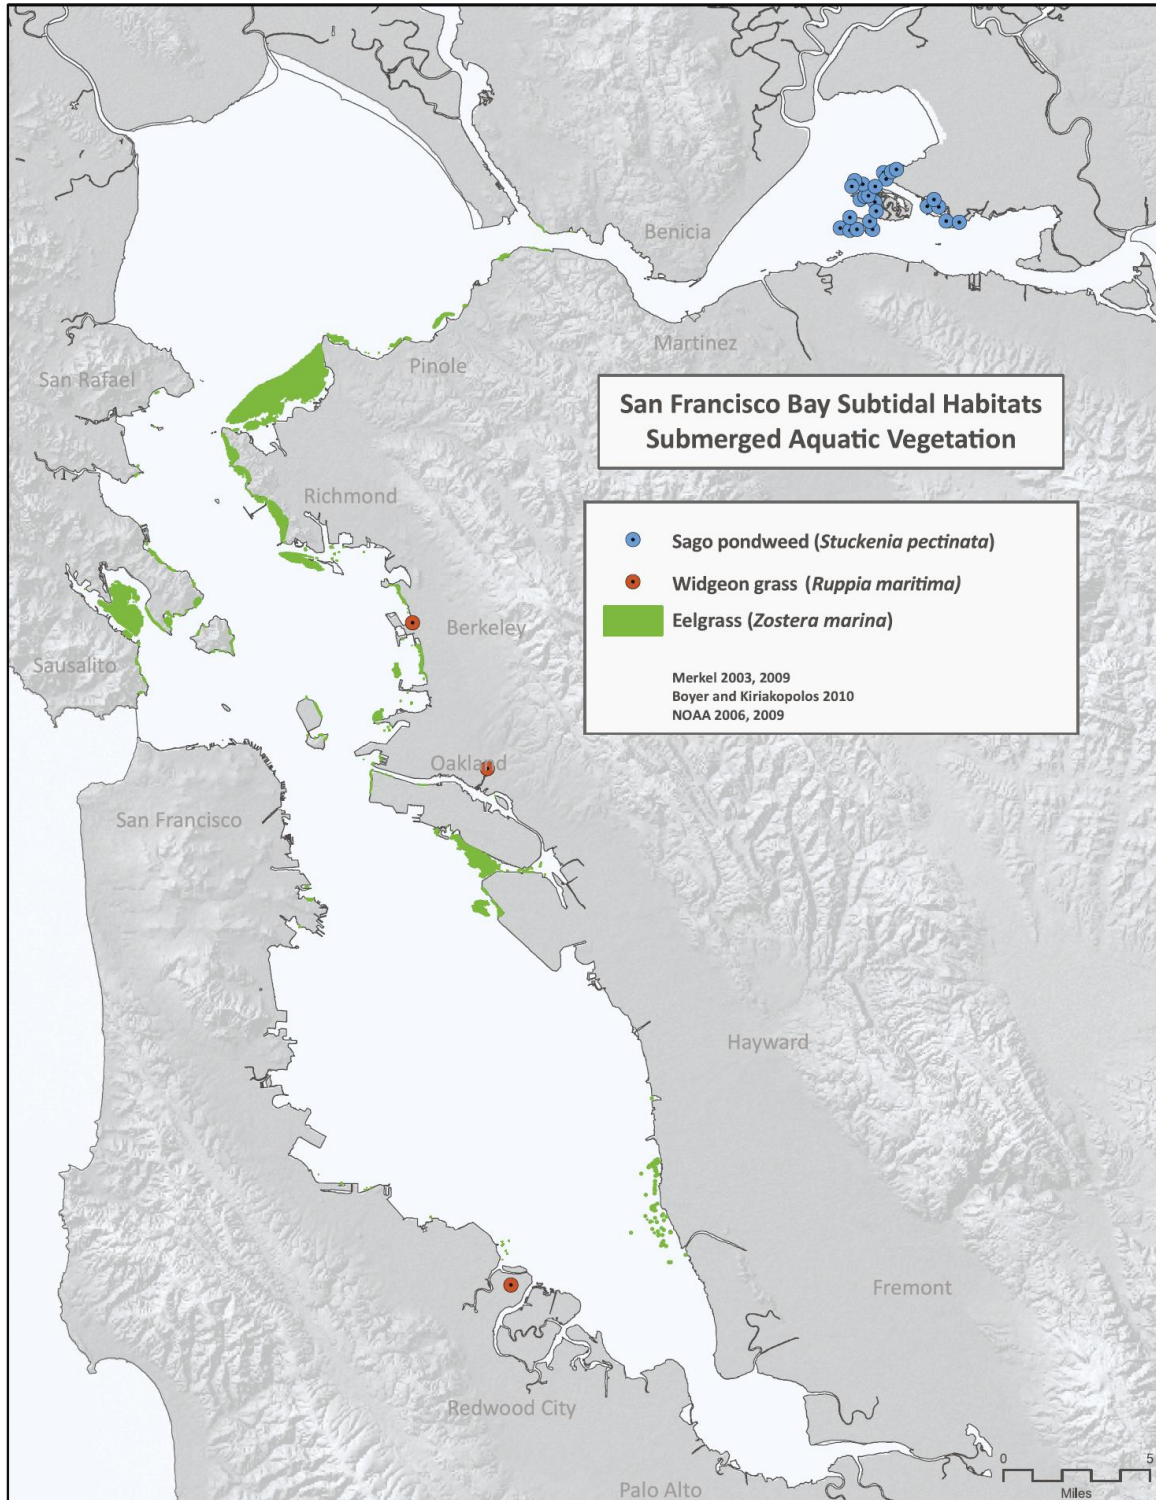 Benicia
Martinez
Pinole
San Rafael
San Francisco Bay Subtidal Habitats
Submerged Aquatic Vegetation
Richmond
Sago pondweed (Stuckenia pectinata)
Widgeon grass (Ruppia maritima)
Eelgrass (Zostera marina)
Merkel 2003, 2009
Boyer and Kiriakopolos 2010
NOAA 2006, 2009
Berkeley
Sausalito
Oakland
San Francisco
Hayward
Fremont
Redwood City
Palo Alto
0 5
Miles